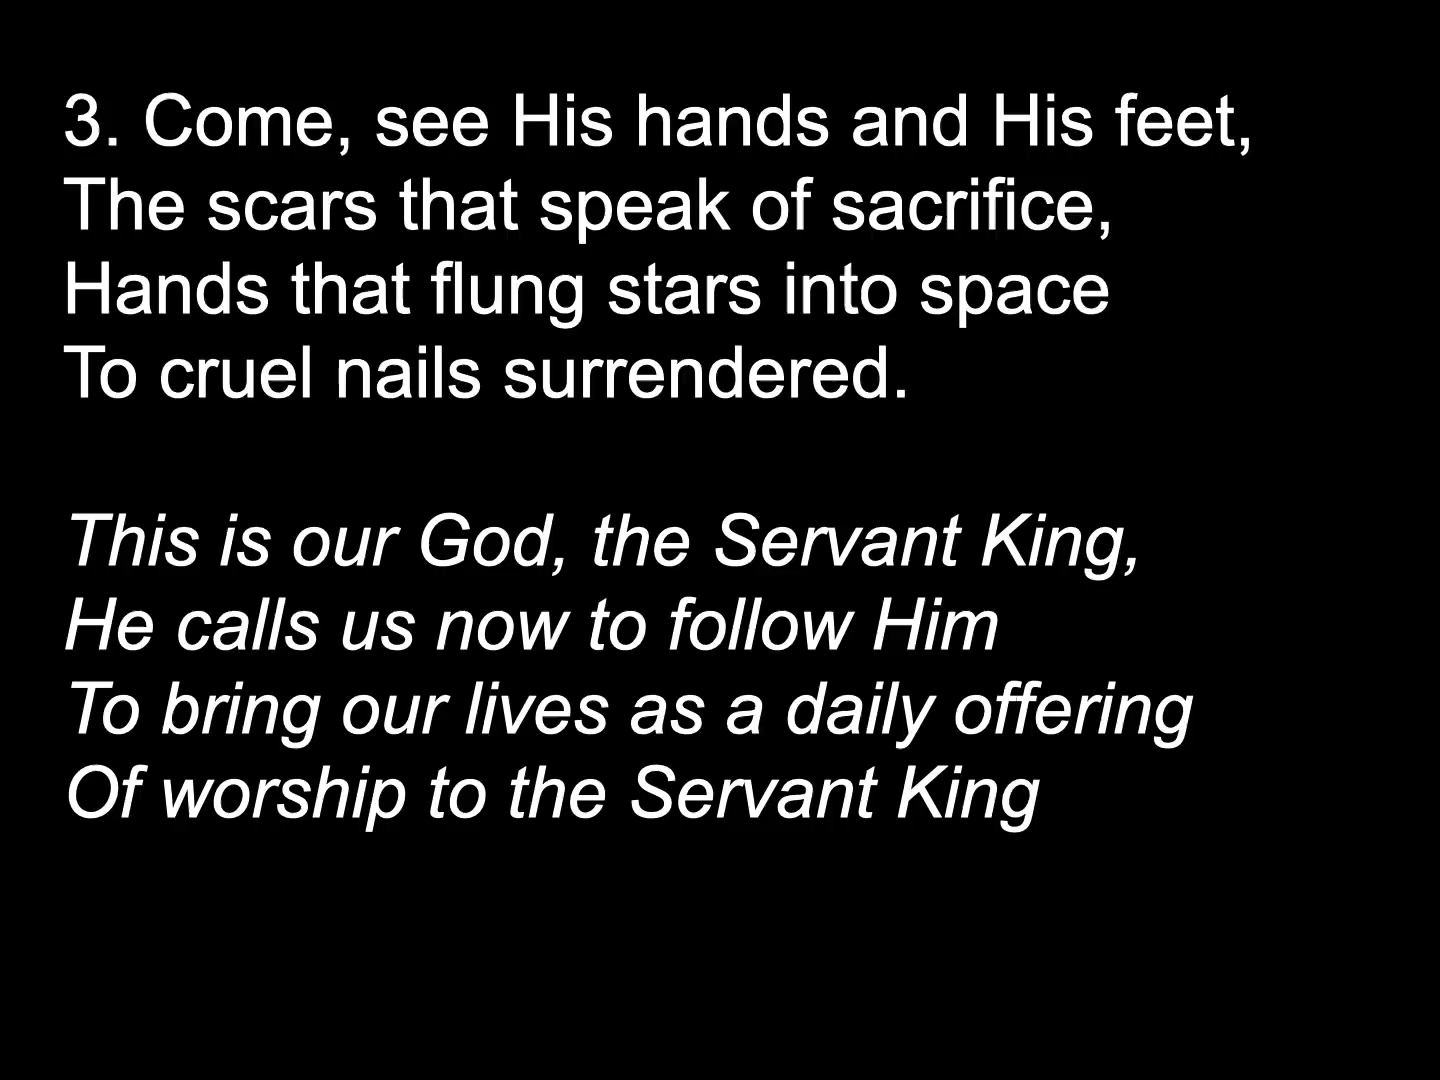 3. Come, see His hands and His feet,
The scars that speak of sacrifice,
Hands that flung stars into space
To cruel nails surrendered.
This is our God, the Servant King,
He calls us now to follow Him
To bring our lives as a daily offering
Of worship to the Servant King